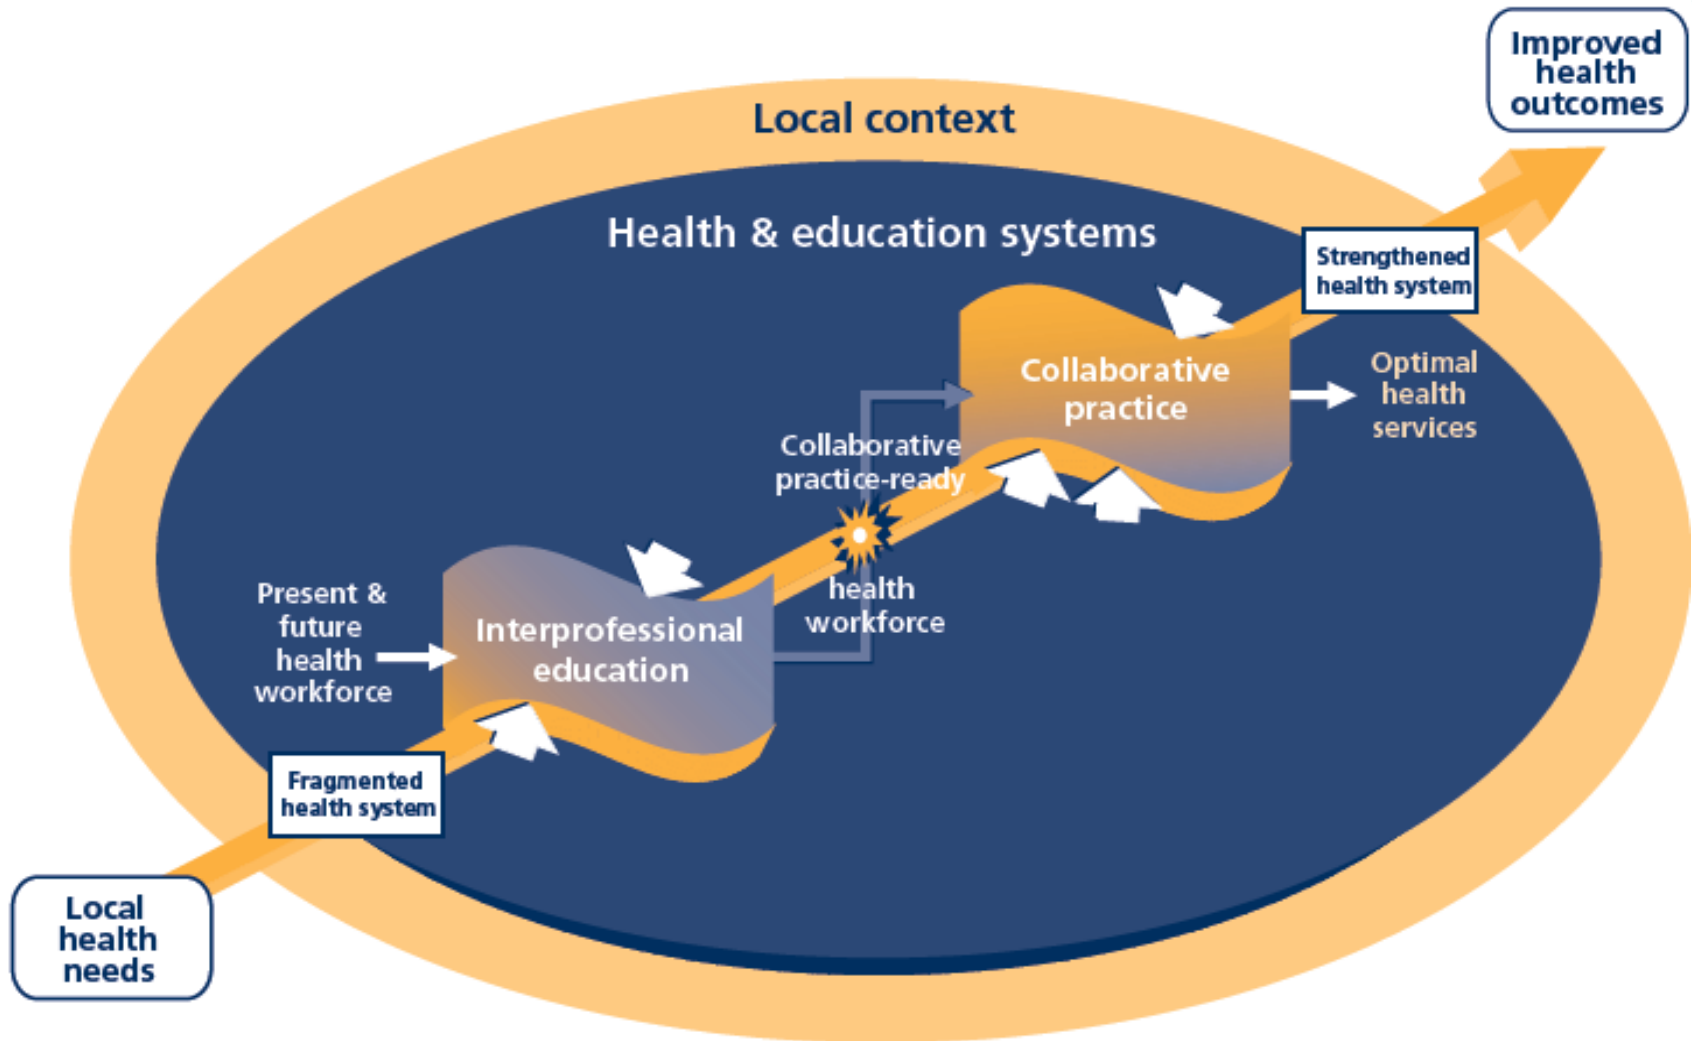 Improved
health
outcomes
Local context
Health & education systems
Strengthened
health system
Optimal
health
services
Collaborative
practice
Collaborative
practice-ready
health
workforce
Present &
future
health
workforce
Interprofessional
education
Fragmented
health system
Local
health
needs